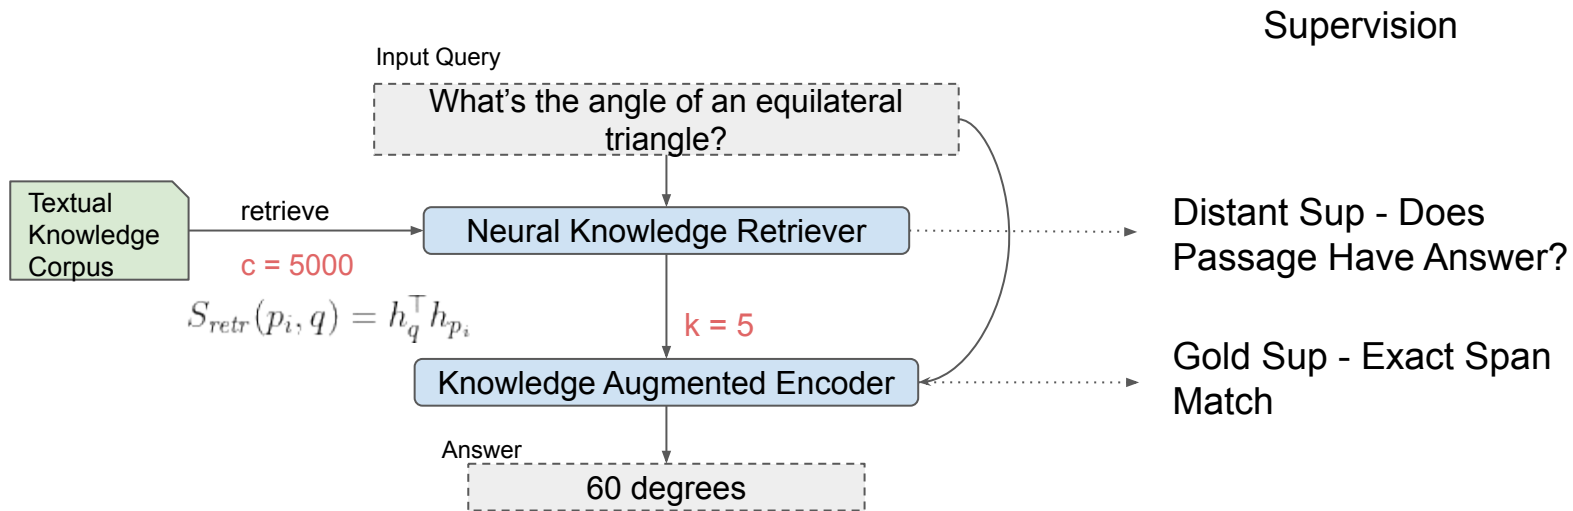 Supervision
Input Query
What's the angle of an equilateral
triangle?
Textual
Knowledge
Corpus
retrieve
c = 5000
Neural Knowledge Retriever
Distant Sup - Does
Passage Have Answer?
S_{retr}(p_i, q) = h_q^⊤ h_{p_i}
k = 5
Knowledge Augmented Encoder
Gold Sup - Exact Span
Match
Answer
60 degrees